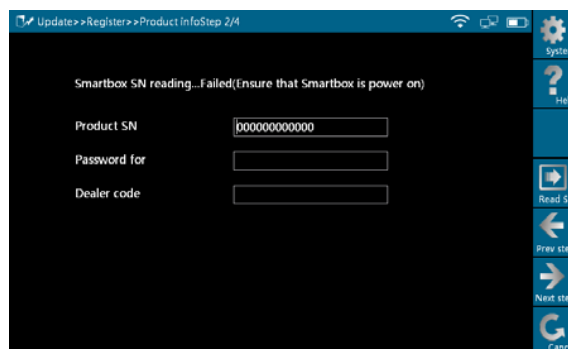 Update>>Register>>Product infoStep 2/4
Smartbox SN reading...Failed(Ensure that Smartbox is power on)
Product SN
000000000000
Password for
Dealer code
Syste
?
Hel
Read S
Prev ste
Next ste
Canc